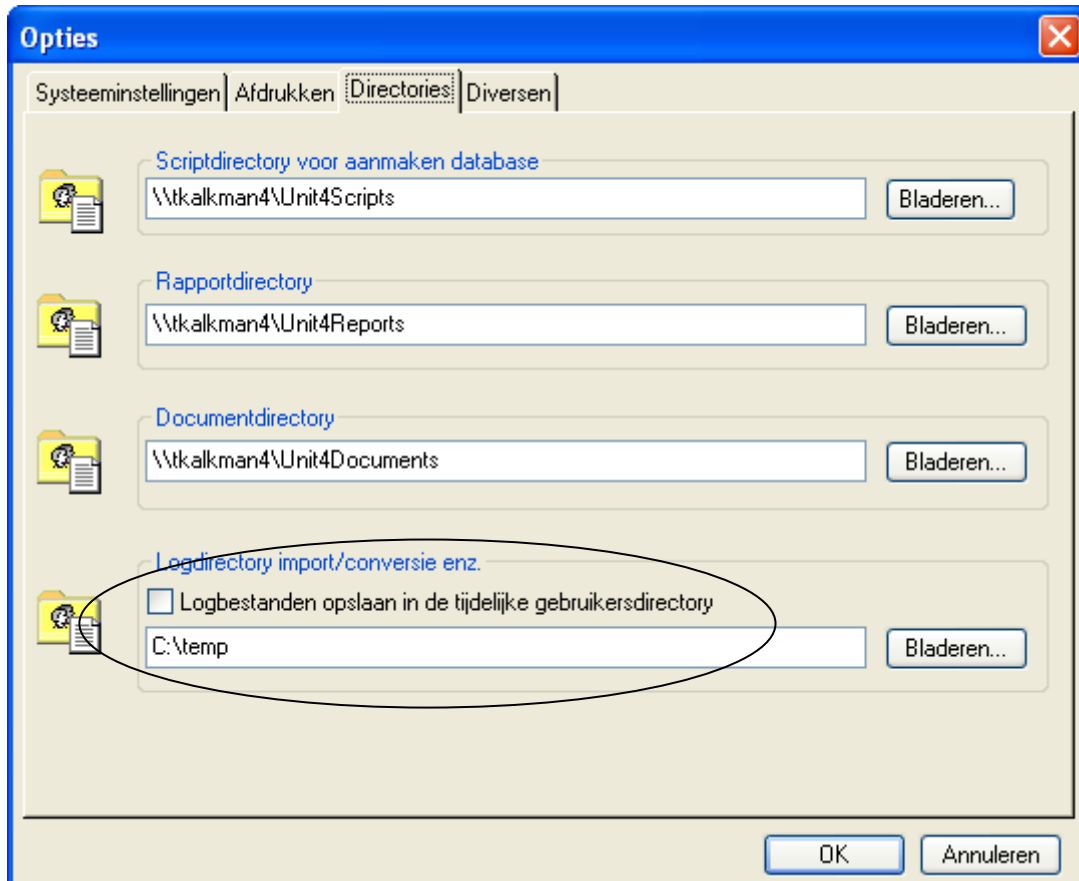 Opties
Systeeminstellingen Afdrukken Directories Diversen
Scriptdirectory voor aanmaken database
\\tkalkman4\Unit4Scripts Bladeren...
Rapportdirectory
\\tkalkman4\Unit4Reports Bladeren...
Documentdirectory
\\tkalkman4\Unit4Documents Bladeren...
Logdirectory import/conversie enz.
Logbestanden opslaan in de tijdelijke gebruikersdirectory
C:\temp Bladeren...
OK Annuleren